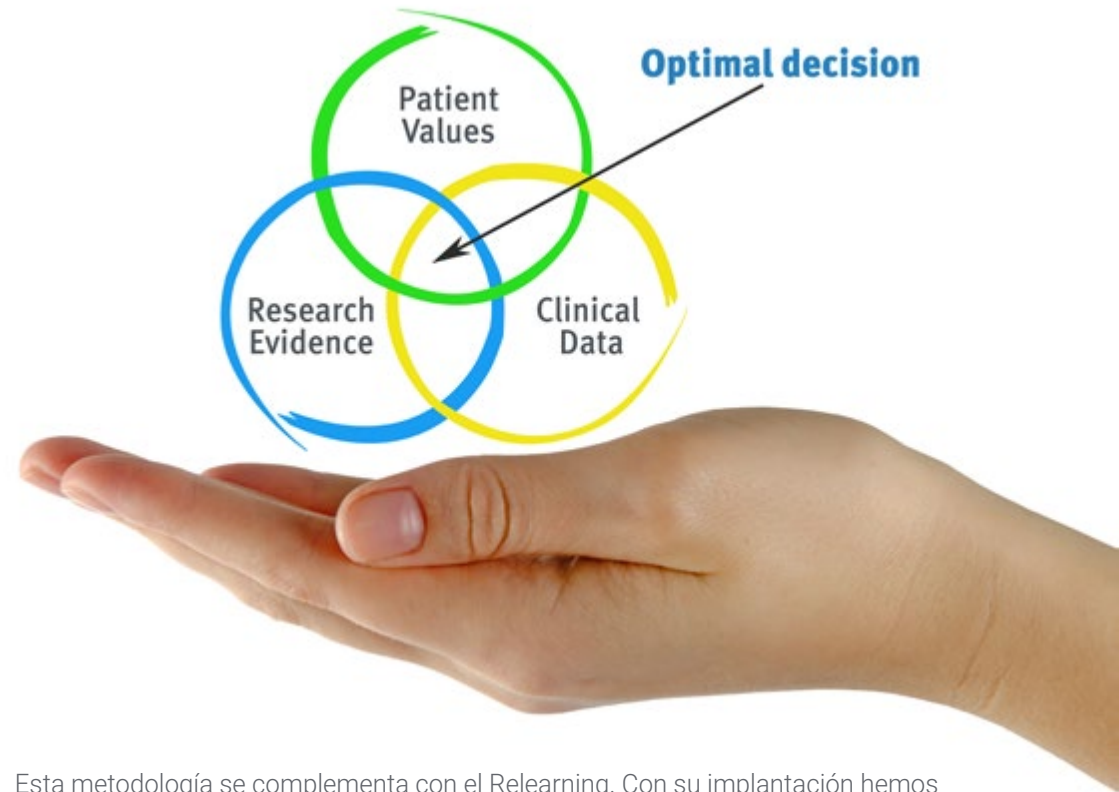 Optimal decision
Patient
Values
Research
Evidence
Clinical
Data
Esta metodología se complementa con el Relearning. Con su implantación hemos